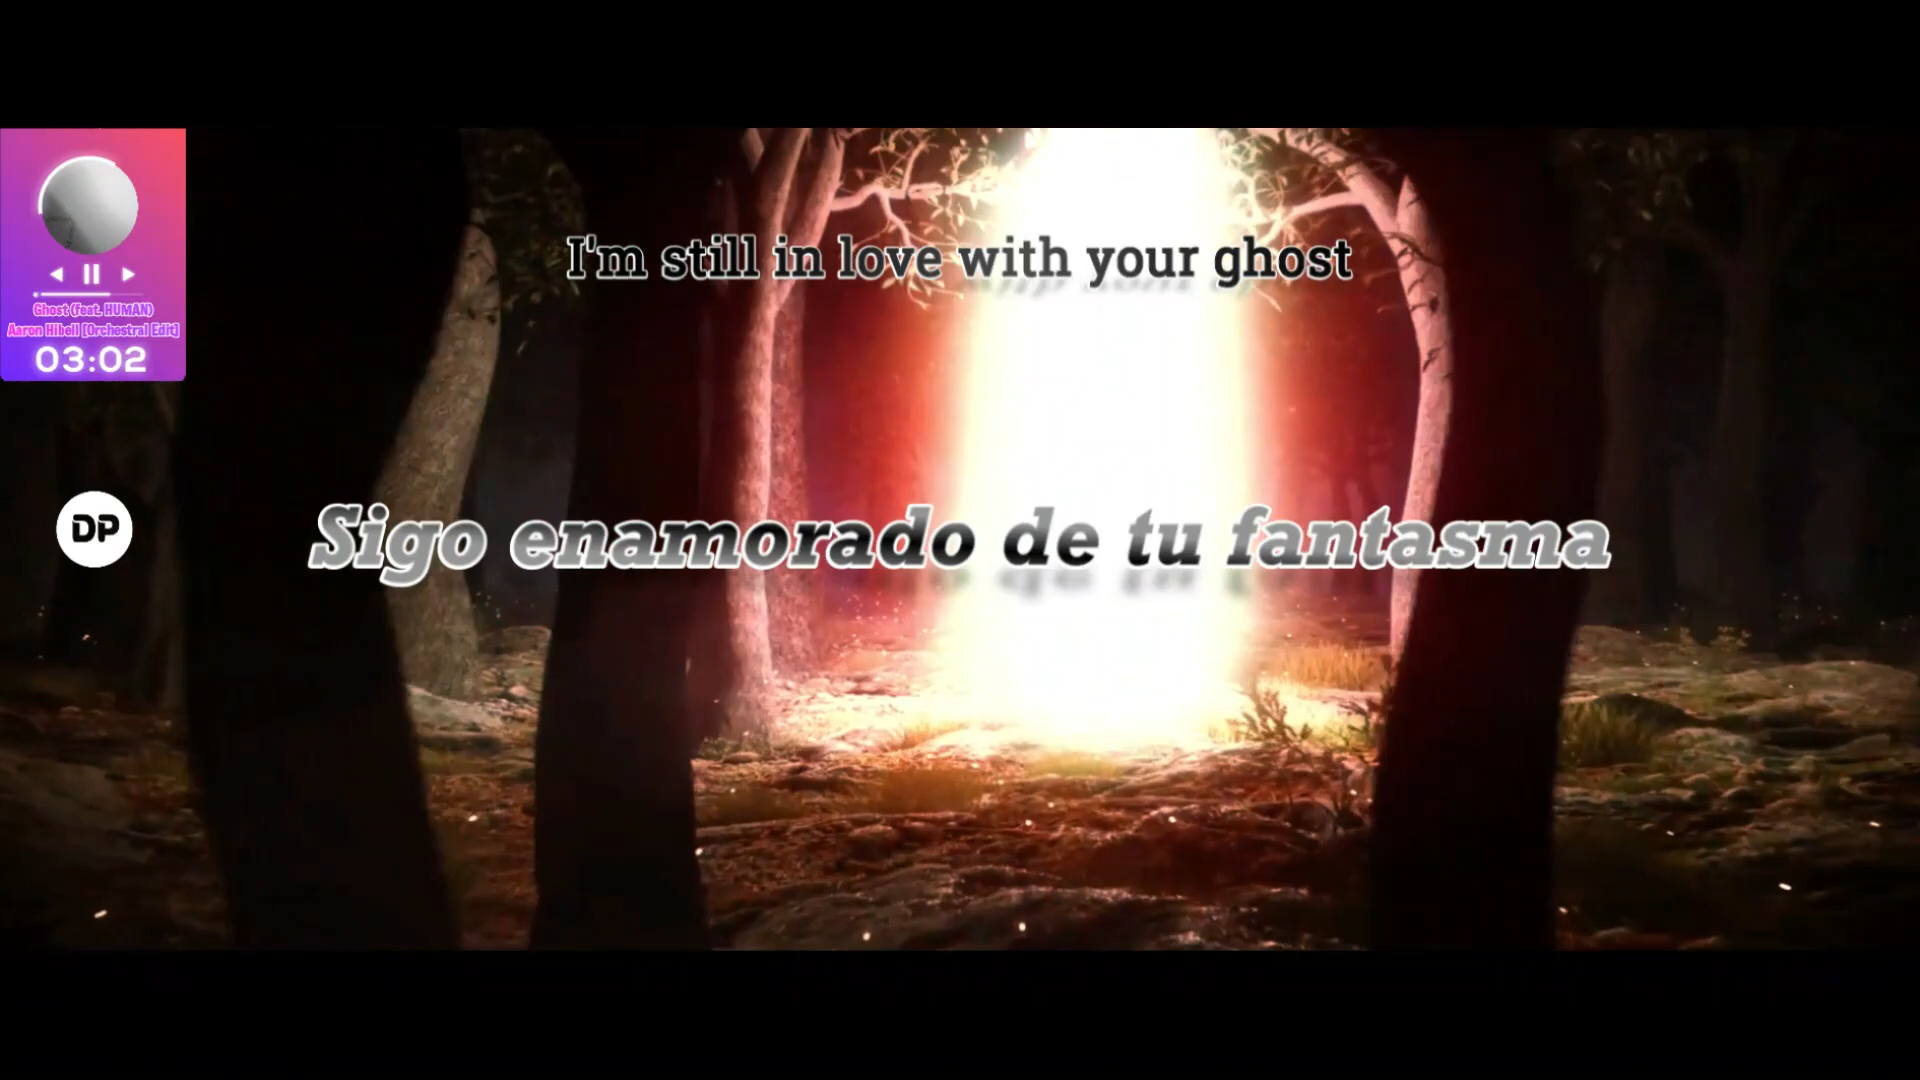 I'm still in love with your ghost
Ghost (feat. HUMAN)
Aaron Hibell [Orchestral Edit]
03:02
DP
Sigo enamorado de tu fantasma